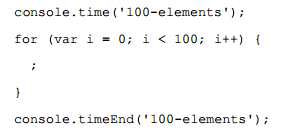 console.time('100-elements');
for (var i = 0; i < 100; i++) {
;
}
console.timeEnd('100-elements');